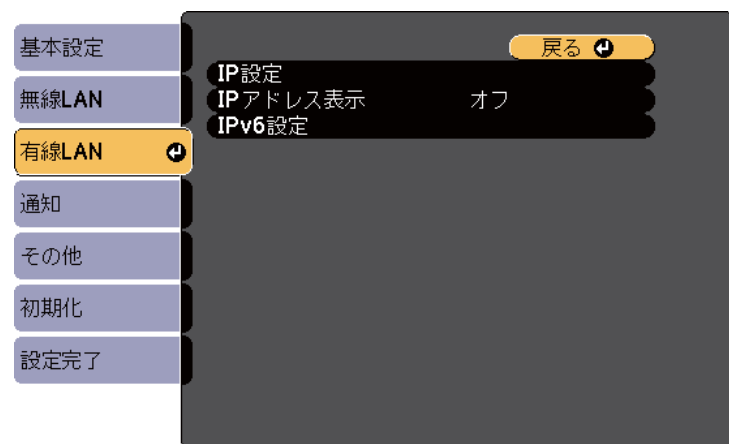 基本設定
無線LAN
有線LAN
通知
その他
初期化
設定完了
戻る
IP設定
IPアドレス表示 オフ
IPv6設定